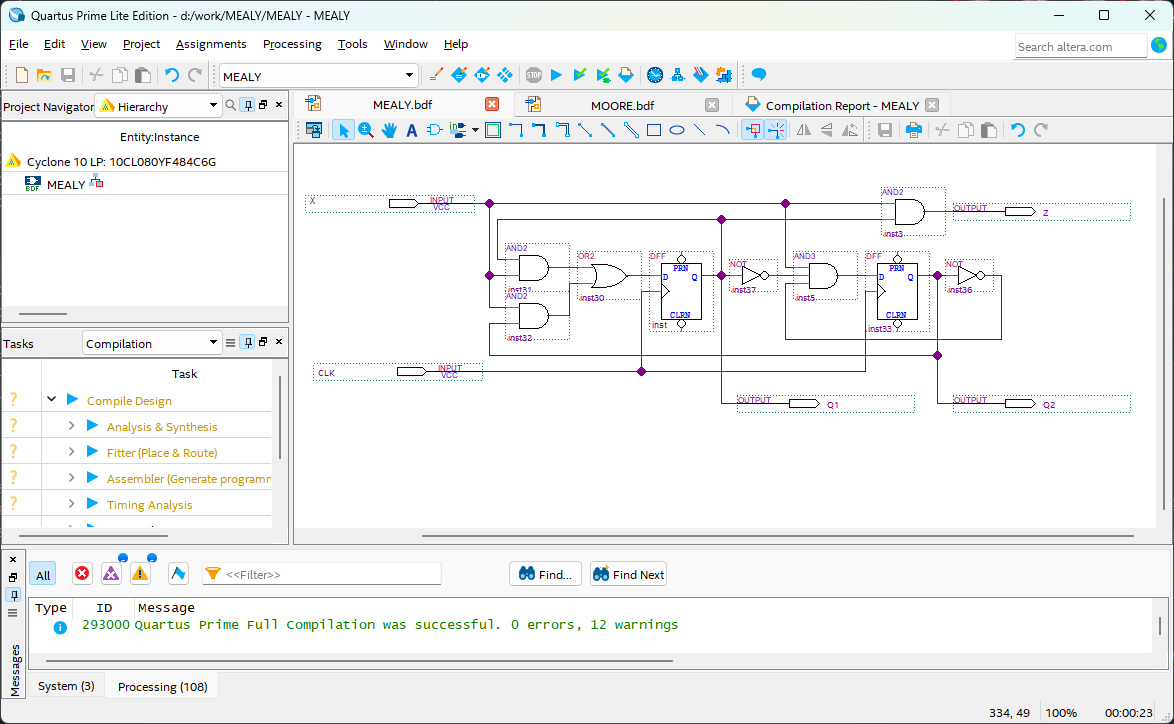 Quartus Prime Lite Edition - d:/work/MEALY/MEALY - MEALY
File Edit View Project Assignments Processing Tools Window Help
Search altera.com
MEALY
STOP
Project Navigator Hierarchy
MEALY.bdf
MOORE.bdf
Compilation Report - MEALY
Entity:Instance
Cyclone 10 LP: 10CL080YF484C6G
BDF MEALY
X INPUT
VCC
AND2
inst3
OUTPUT Z
AND2
inst31
AND2
inst32
OR2
inst30
DFF
PRN
D Q
CLRN
inst
NOT
inst37
AND3
inst5
DFF
PRN
D Q
CLRN
inst33
NOT
inst36
CLK INPUT
VCC
OUTPUT Q1
OUTPUT Q2
Tasks Compilation
Task
? Compile Design
? Analysis & Synthesis
? Fitter (Place & Route)
? Assembler (Generate programm
? Timing Analysis
All
<<Filter>>
Find...
Find Next
Type ID Message
293000 Quartus Prime Full Compilation was successful. 0 errors, 12 warnings
Messages
System (3) Processing (108)
334, 49 100% 00:00:23